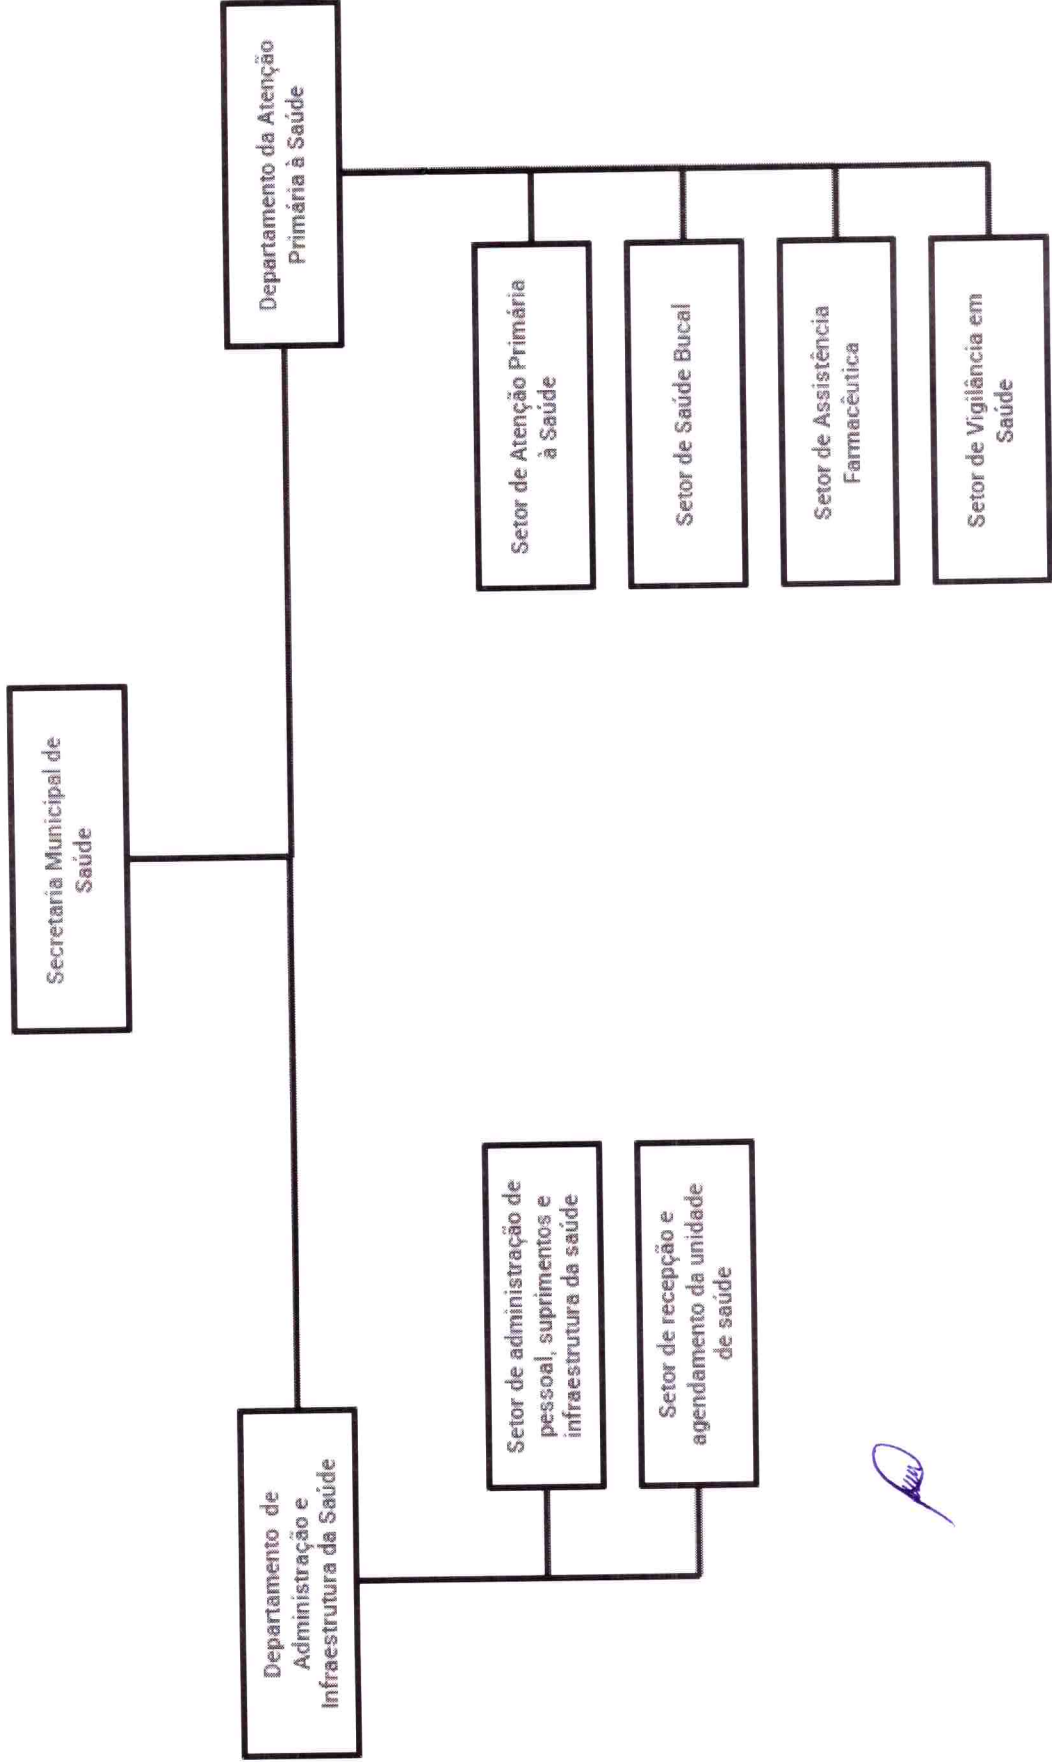 Secretaria Municipal de
Saúde
Departamento de
Administração e
Infraestrutura da Saúde
Setor de administração de
pessoal, suprimentos e
infraestrutura da saúde
Setor de recepção e
agendamento da unidade
de saúde
Departamento da Atenção
Primária à Saúde
Setor de Atenção Primária
à Saúde
Setor de Saúde Bucal
Setor de Assistência
Farmacêutica
Setor de Vigilância em
Saúde